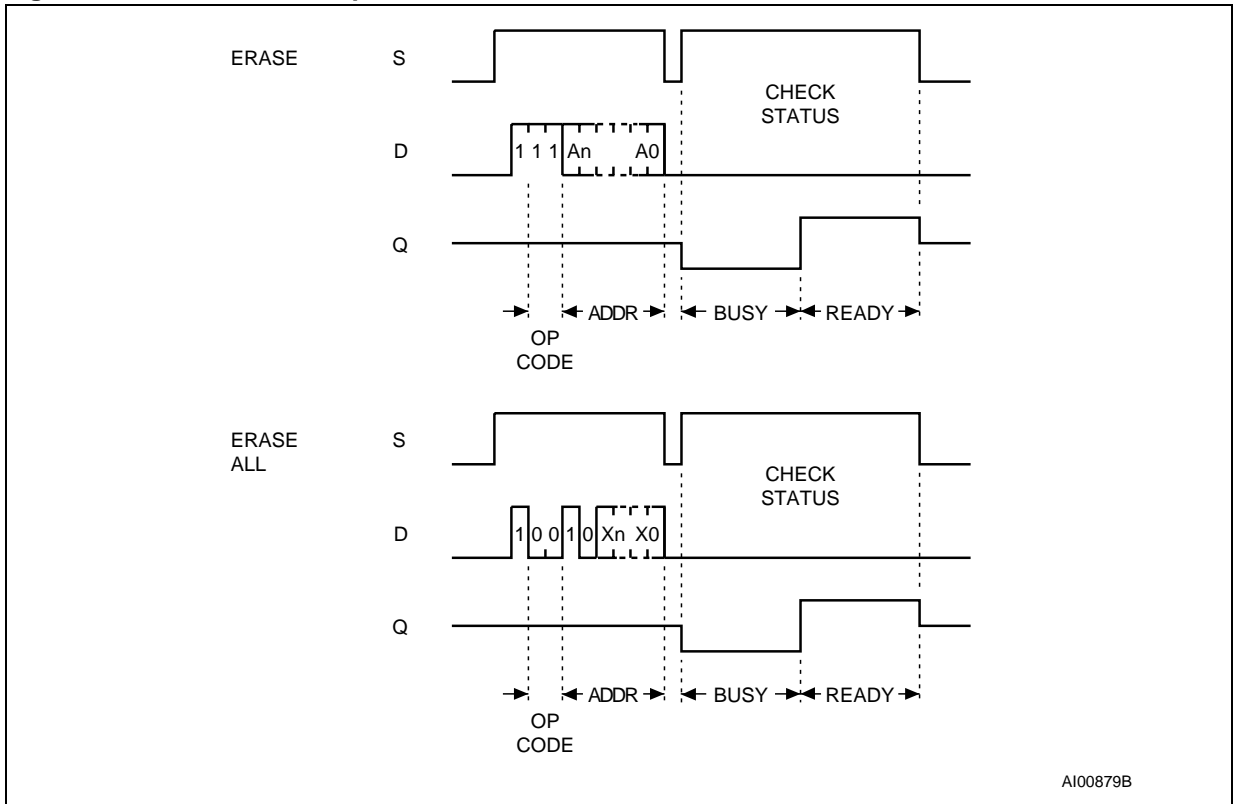 ERASE S
CHECK
STATUS
D 1 1 1 An A0
Q
ADDR BUSY READY
OP
CODE
ERASE
ALL
S
CHECK
STATUS
D 1 0 0 1 0 Xn X0
Q
ADDR BUSY READY
OP
CODE
AI00879B